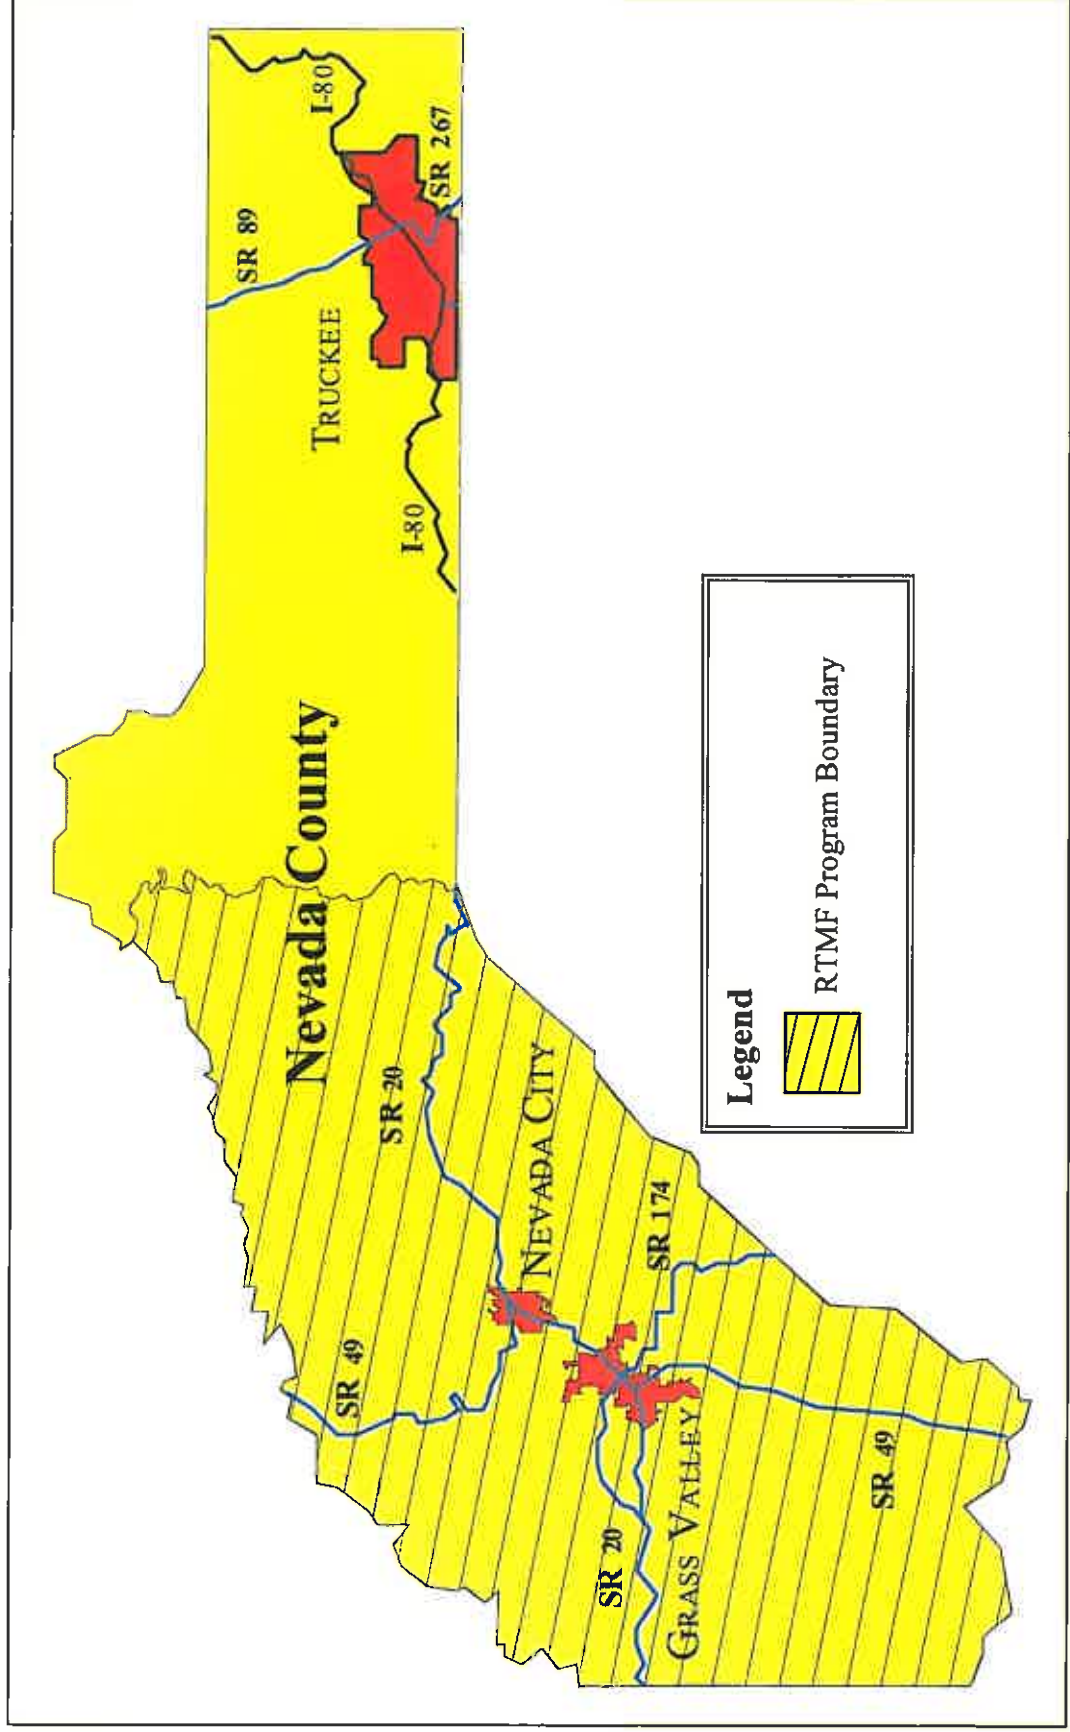 Nevada County
SR 49
SR 20
NEVADA CITY
SR 174
SR 20
GRASS VALLEY
SR 49
TRUCKEE
SR 89
I-80
I-80
SR 267
Legend
RTMF Program Boundary